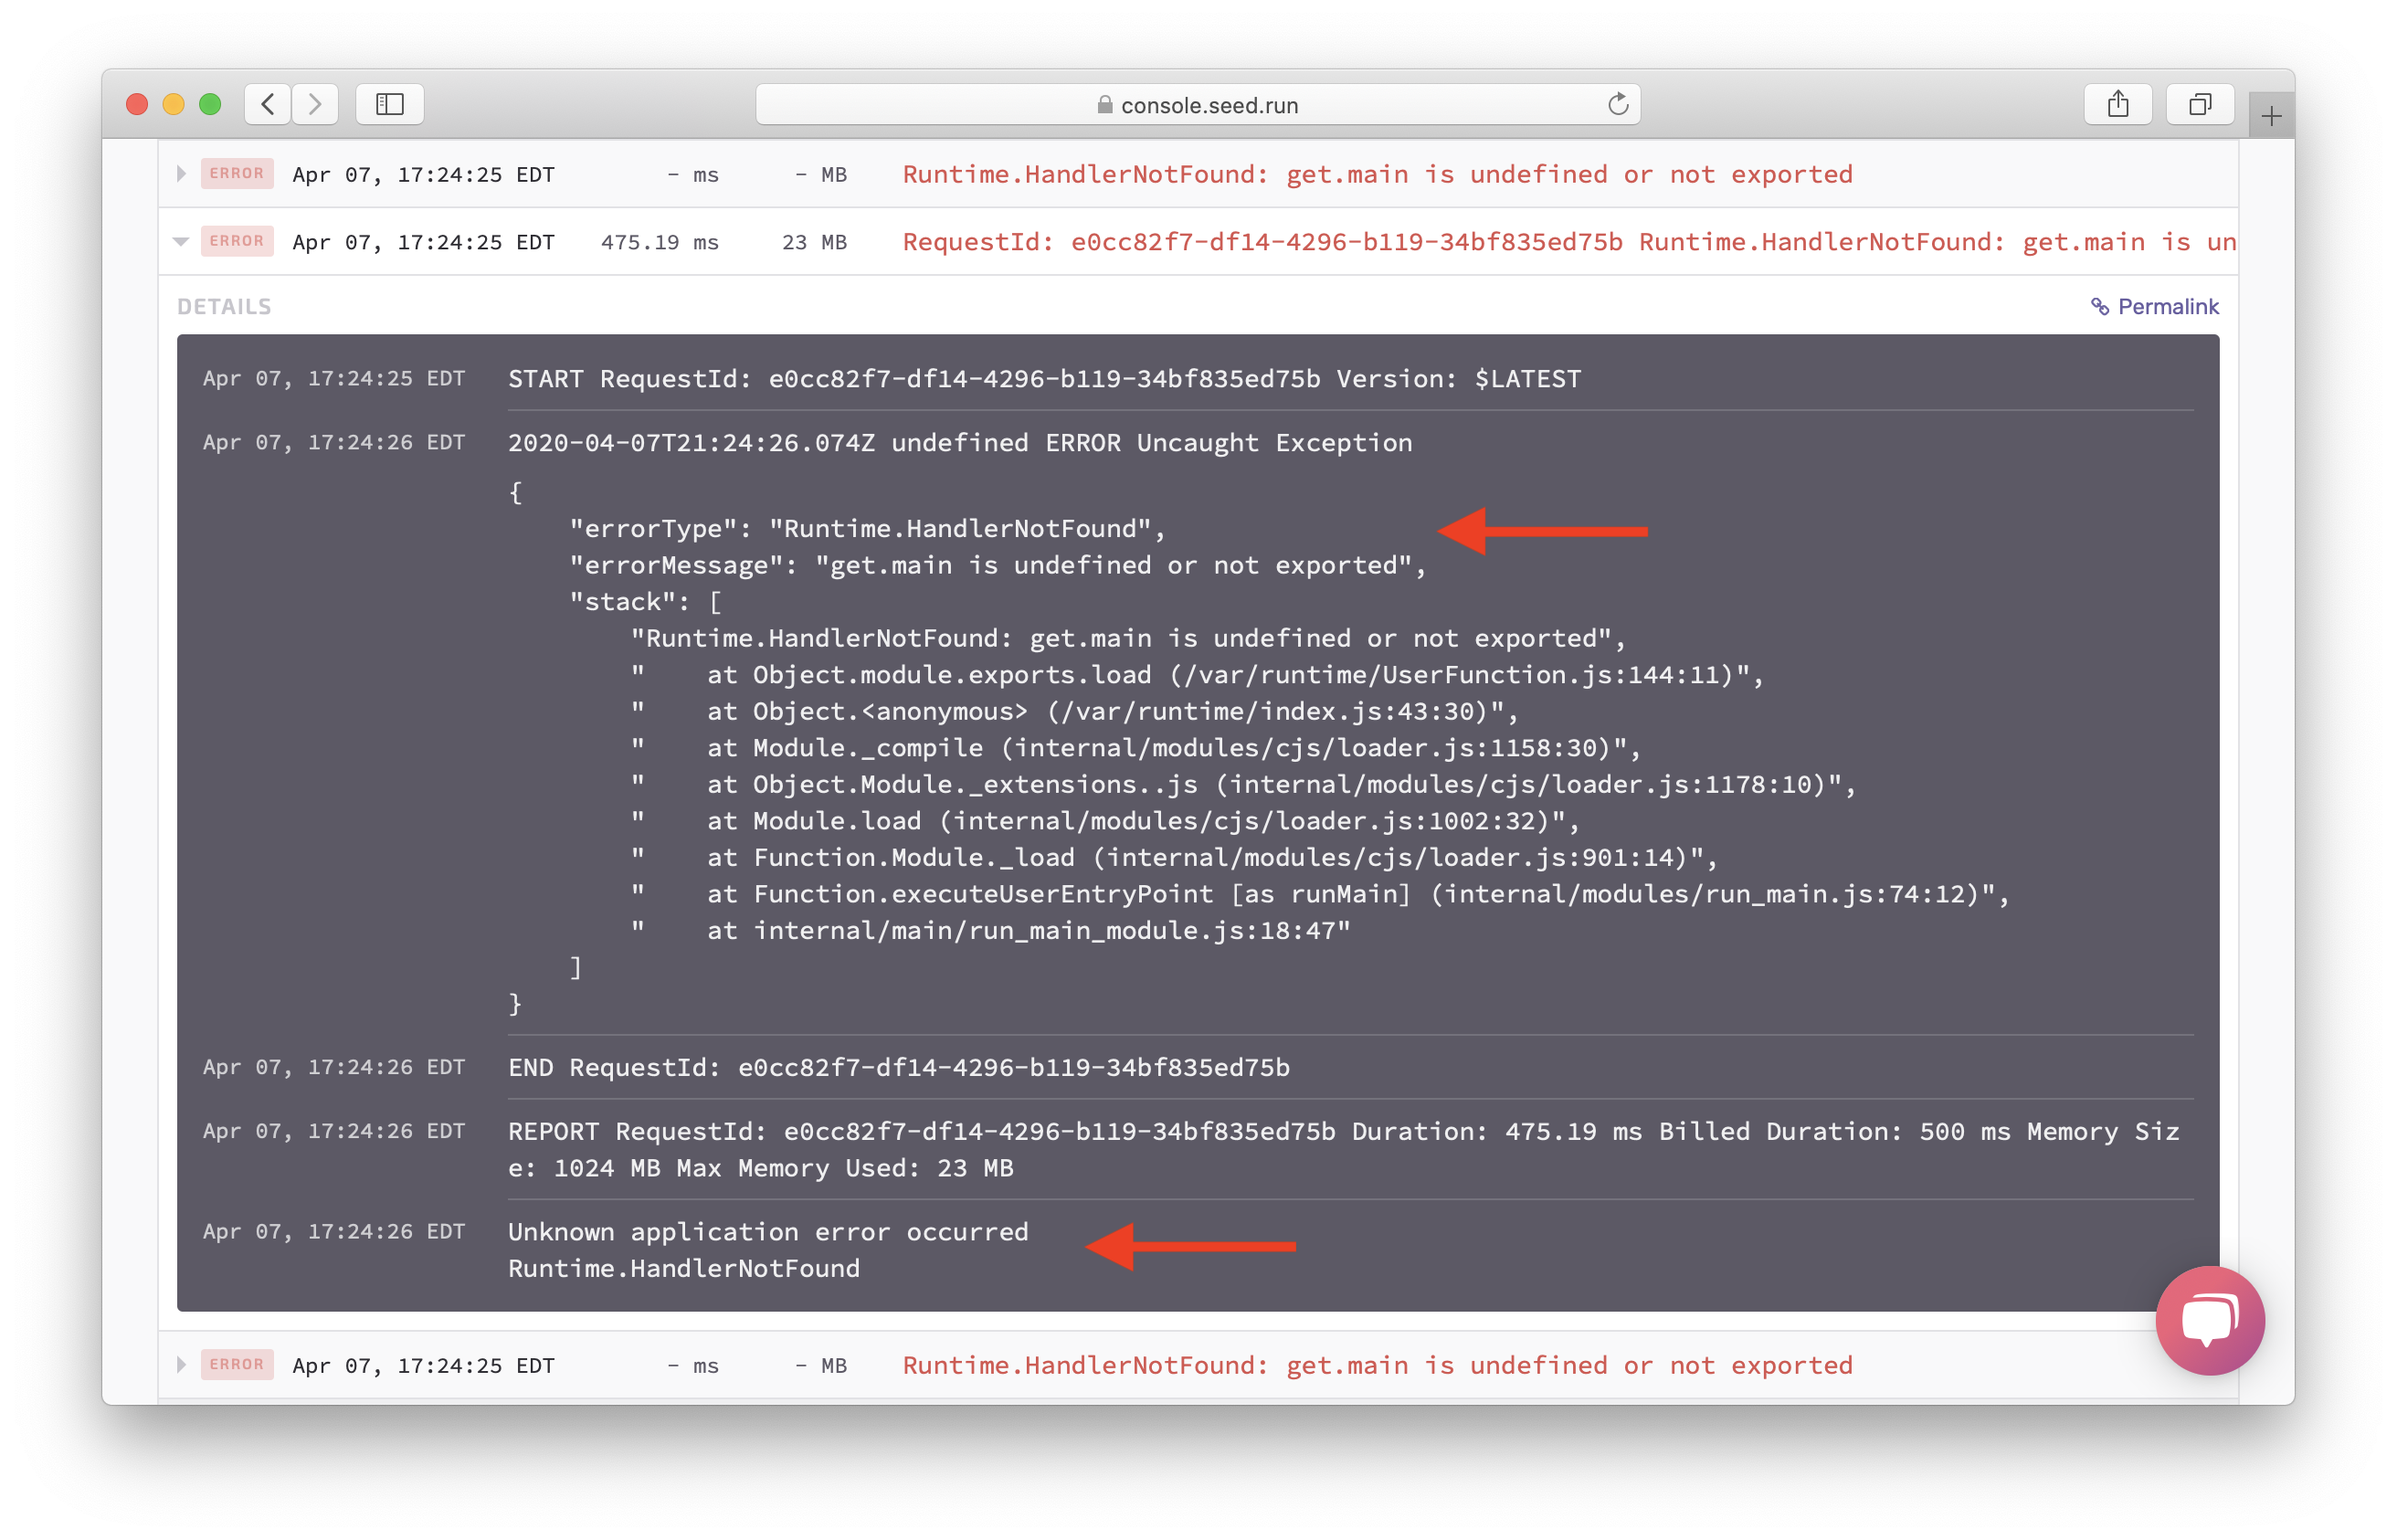 console.seed.run
ERROR Apr 07, 17:24:25 EDT - ms - MB Runtime.HandlerNotFound: get.main is undefined or not exported
ERROR Apr 07, 17:24:25 EDT 475.19 ms 23 MB RequestId: e0cc82f7-df14-4296-b119-34bf835ed75b Runtime.HandlerNotFound: get.main is un
DETAILS Permalink
Apr 07, 17:24:25 EDT START RequestId: e0cc82f7-df14-4296-b119-34bf835ed75b Version: $LATEST
Apr 07, 17:24:26 EDT 2020-04-07T21:24:26.074Z undefined ERROR Uncaught Exception
{
"errorType": "Runtime.HandlerNotFound",
"errorMessage": "get.main is undefined or not exported",
"stack": [
"Runtime.HandlerNotFound: get.main is undefined or not exported",
"    at Object.module.exports.load (/var/runtime/UserFunction.js:144:11)",
"    at Object.<anonymous> (/var/runtime/index.js:43:30)",
"    at Module._compile (internal/modules/cjs/loader.js:1158:30)",
"    at Object.Module._extensions..js (internal/modules/cjs/loader.js:1178:10)",
"    at Module.load (internal/modules/cjs/loader.js:1002:32)",
"    at Function.Module._load (internal/modules/cjs/loader.js:901:14)",
"    at Function.executeUserEntryPoint [as runMain] (internal/modules/run_main.js:74:12)",
"    at internal/main/run_main_module.js:18:47"
]
}
Apr 07, 17:24:26 EDT END RequestId: e0cc82f7-df14-4296-b119-34bf835ed75b
Apr 07, 17:24:26 EDT REPORT RequestId: e0cc82f7-df14-4296-b119-34bf835ed75b Duration: 475.19 ms Billed Duration: 500 ms Memory Siz
e: 1024 MB Max Memory Used: 23 MB
Apr 07, 17:24:26 EDT Unknown application error occurred
Runtime.HandlerNotFound
ERROR Apr 07, 17:24:25 EDT - ms - MB Runtime.HandlerNotFound: get.main is undefined or not exported